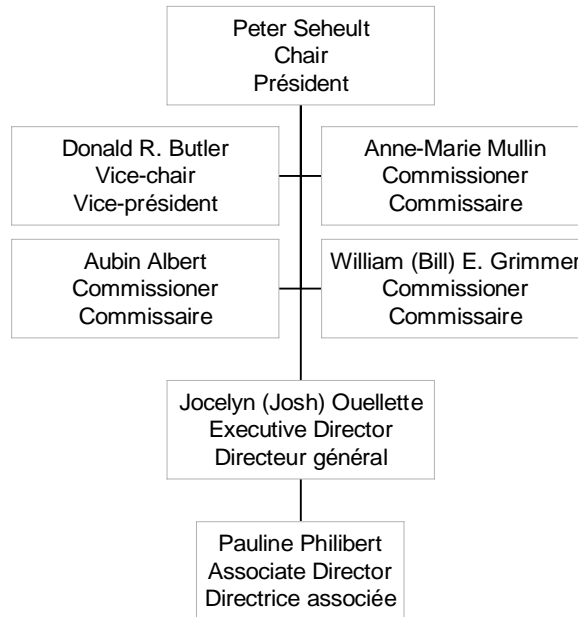 Peter Seheult
Chair
Président
Donald R. Butler
Vice-chair
Vice-président
Anne-Marie Mullin
Commissioner
Commissaire
Aubin Albert
Commissioner
Commissaire
William (Bill) E. Grimmer
Commissioner
Commissaire
Jocelyn (Josh) Ouellette
Executive Director
Directeur général
Pauline Philibert
Associate Director
Directrice associée